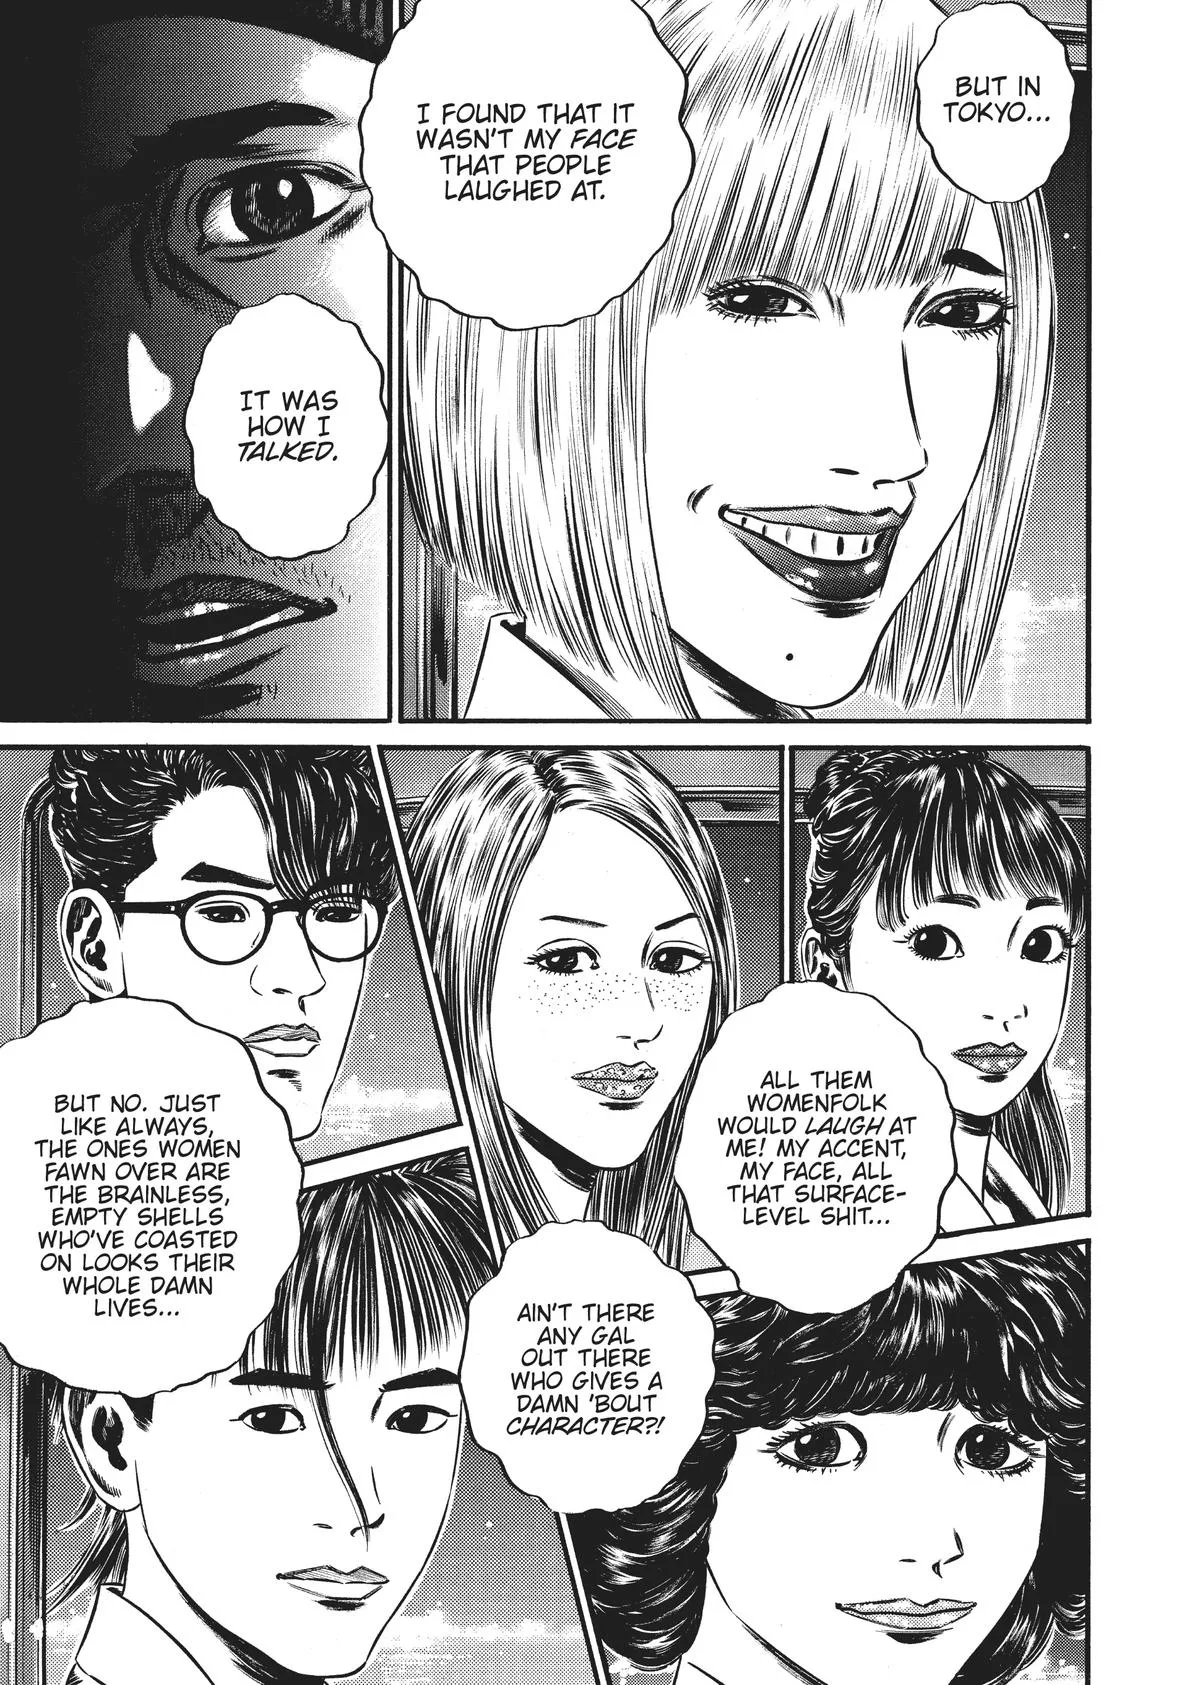 BUT IN
TOKYO...
I FOUND THAT IT
WASN'T MY FACE
THAT PEOPLE
LAUGHED AT.
IT WAS
HOW I
TALKED.
ALL THEM
WOMENFOLK
WOULD LAUGH AT
ME! MY ACCENT,
MY FACE, ALL
THAT SURFACE-
LEVEL SHIT...
AIN'T THERE
ANY GAL
OUT THERE
WHO GIVES A
DAMN 'BOUT
CHARACTER?!
BUT NO. JUST
LIKE ALWAYS,
THE ONES WOMEN
FAWN OVER ARE
THE BRAINLESS,
EMPTY SHELLS
WHO'VE COASTED
ON LOOKS THEIR
WHOLE DAMN
LIVES...